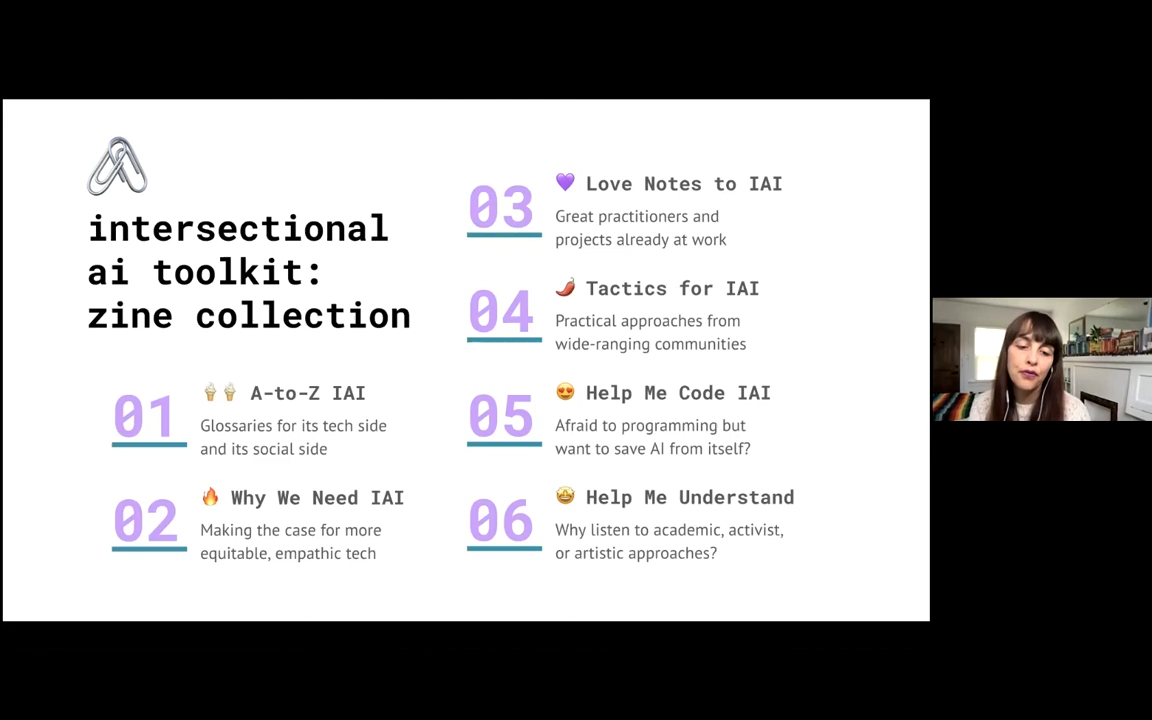 intersectional
ai toolkit:
zine collection
01
🍦🍦 A-to-Z IAI
Glossaries for its tech side
and its social side
02
🔥 Why We Need IAI
Making the case for more
equitable, empathic tech
03
💜 Love Notes to IAI
Great practitioners and
projects already at work
04
🌶️ Tactics for IAI
Practical approaches from
wide-ranging communities
05
😍 Help Me Code IAI
Afraid to programming but
want to save AI from itself?
06
🤩 Help Me Understand
Why listen to academic, activist,
or artistic approaches?